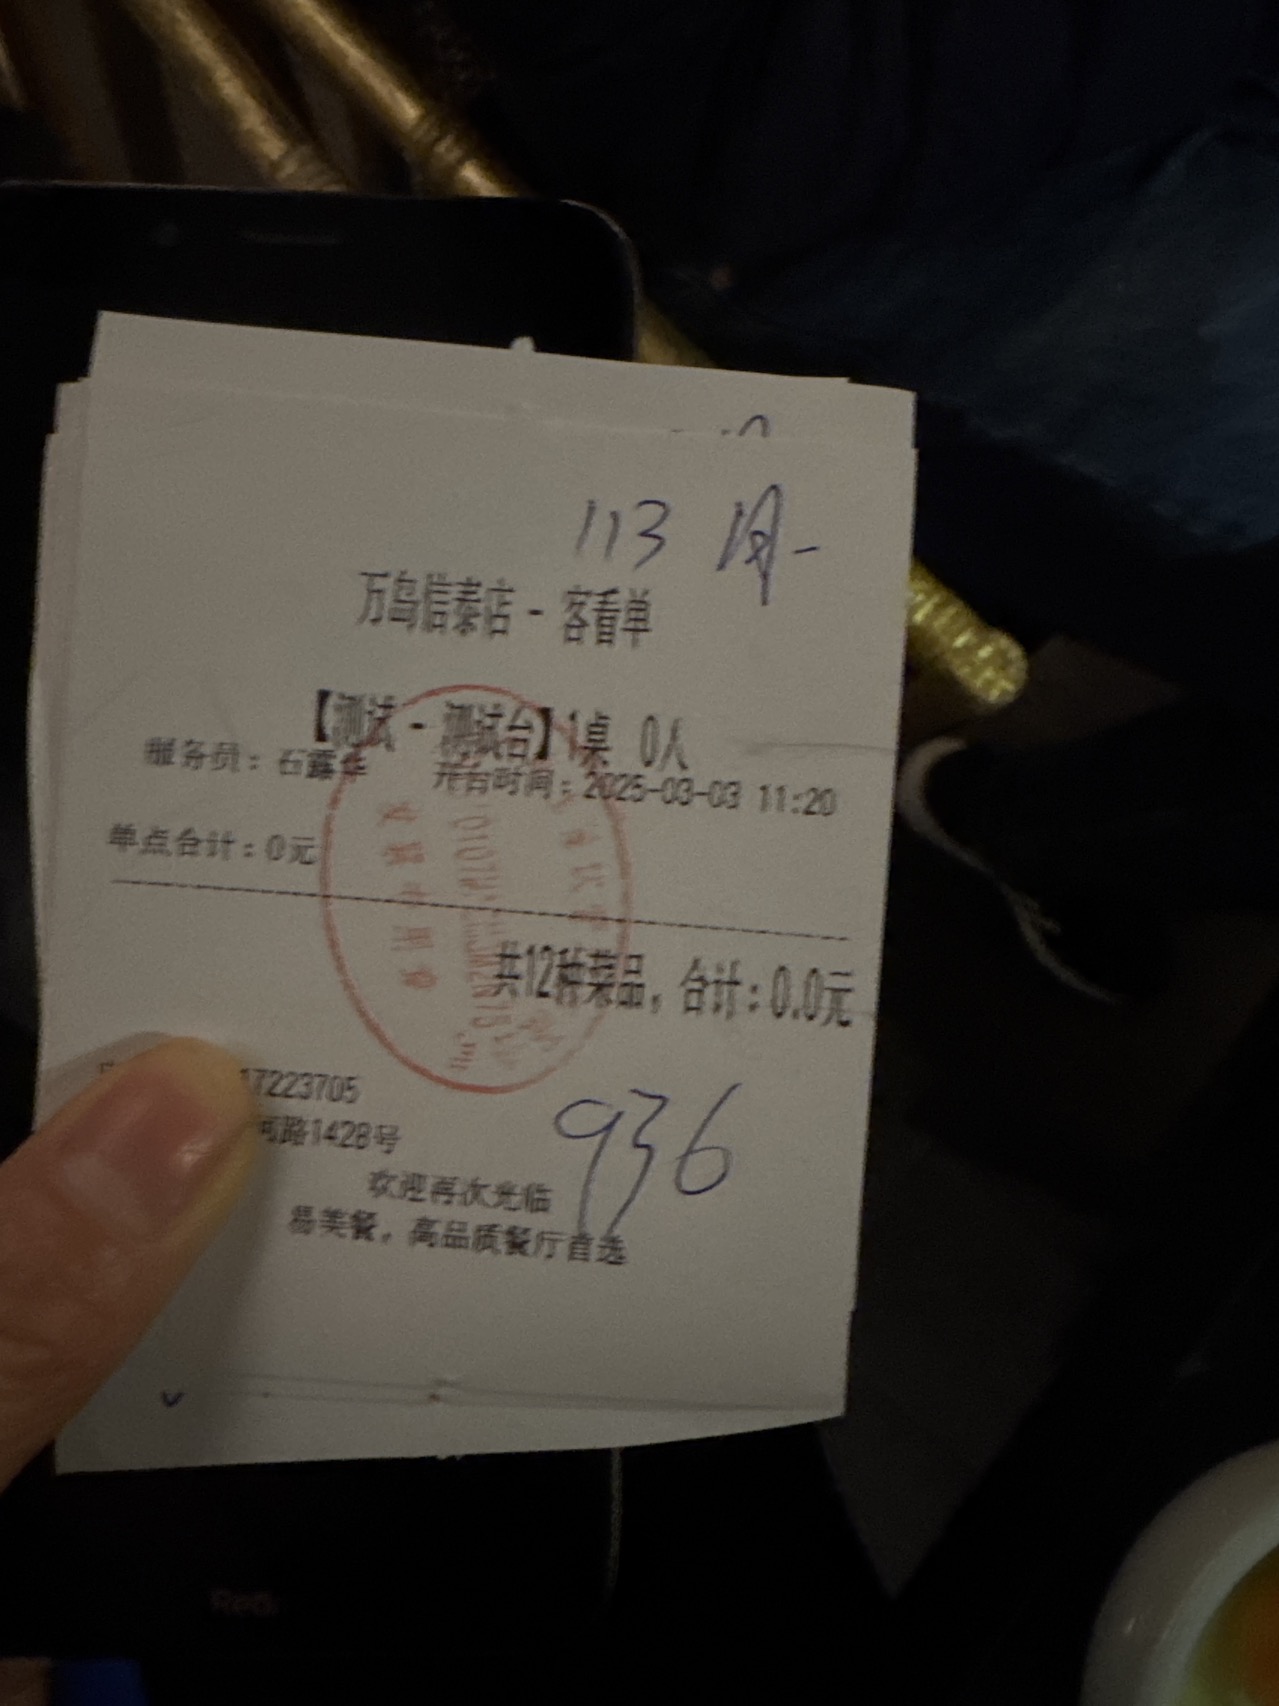 113
万岛信泰店 - 客看单
【测试 - 测试台】1桌 0人
服务员：石露华 开台时间：2025-03-03 11:20
单点合计：0元
共12种菜品，合计：0.0元
17223705
河路1428号
936
欢迎再次光临
易美餐，高品质餐厅首选